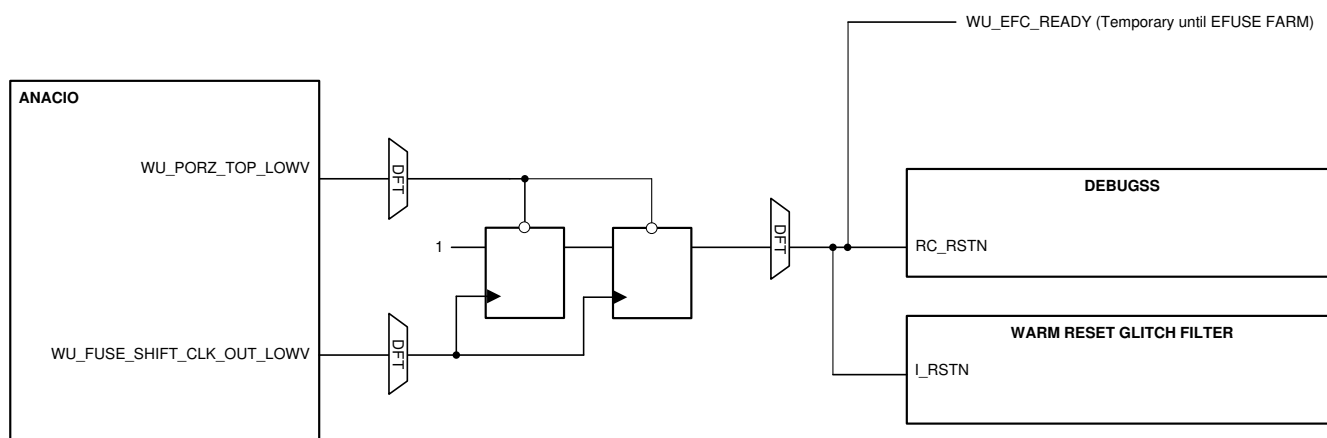 WU_EFC_READY (Temporary until EFUSE FARM)
ANACIO
WU_PORZ_TOP_LOWV
DFT
DEBUGSS
1
DFT
RC_RSTN
WU_FUSE_SHIFT_CLK_OUT_LOWV
DFT
WARM RESET GLITCH FILTER
I_RSTN